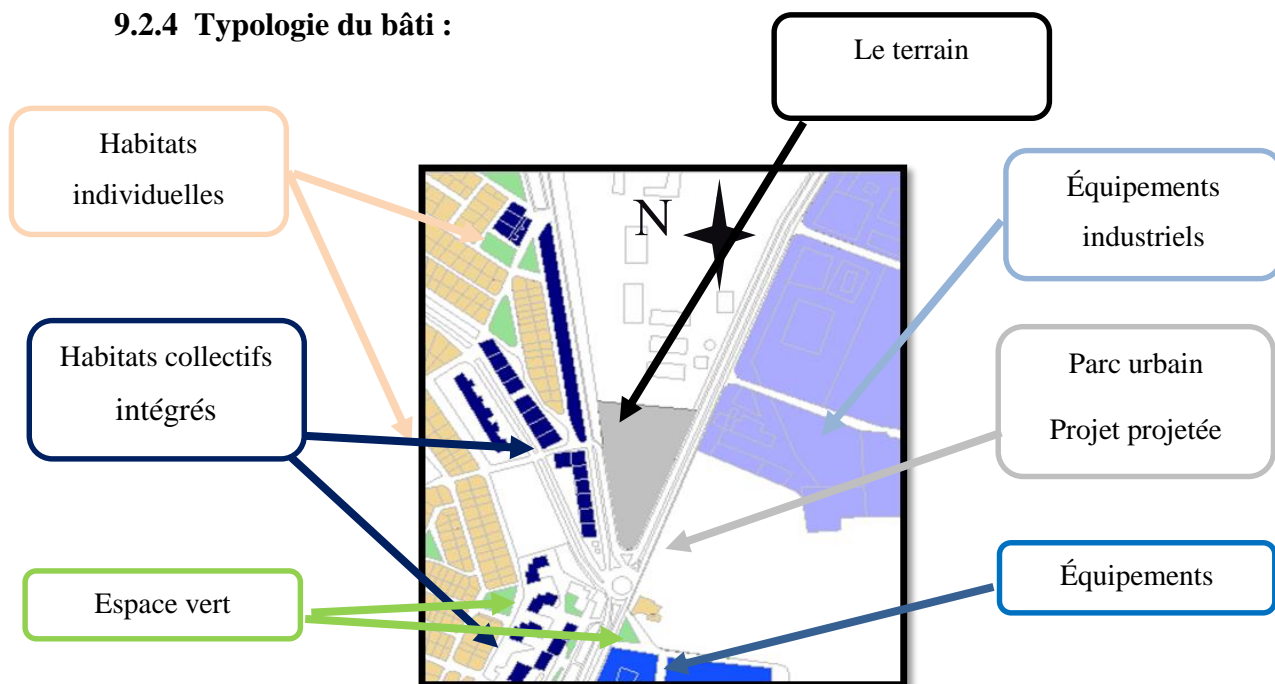 9.2.4 Typologie du bâti :
Le terrain
Habitats
individuelles
N
Équipements
industriels
Habitats collectifs
intégrés
Parc urbain
Projet projetée
Espace vert
Équipements